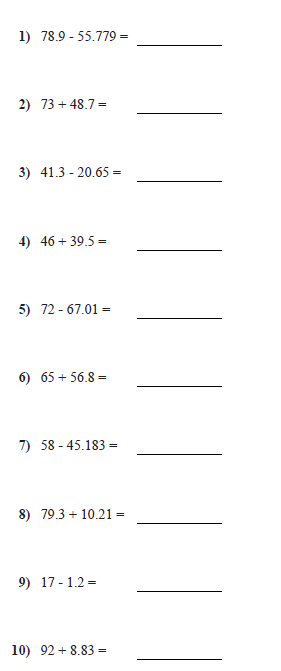 1) 78.9 - 55.779 =
2) 73 + 48.7 =
3) 41.3 - 20.65 =
4) 46 + 39.5 =
5) 72 - 67.01 =
6) 65 + 56.8 =
7) 58 - 45.183 =
8) 79.3 + 10.21 =
9) 17 - 1.2 =
10) 92 + 8.83 =